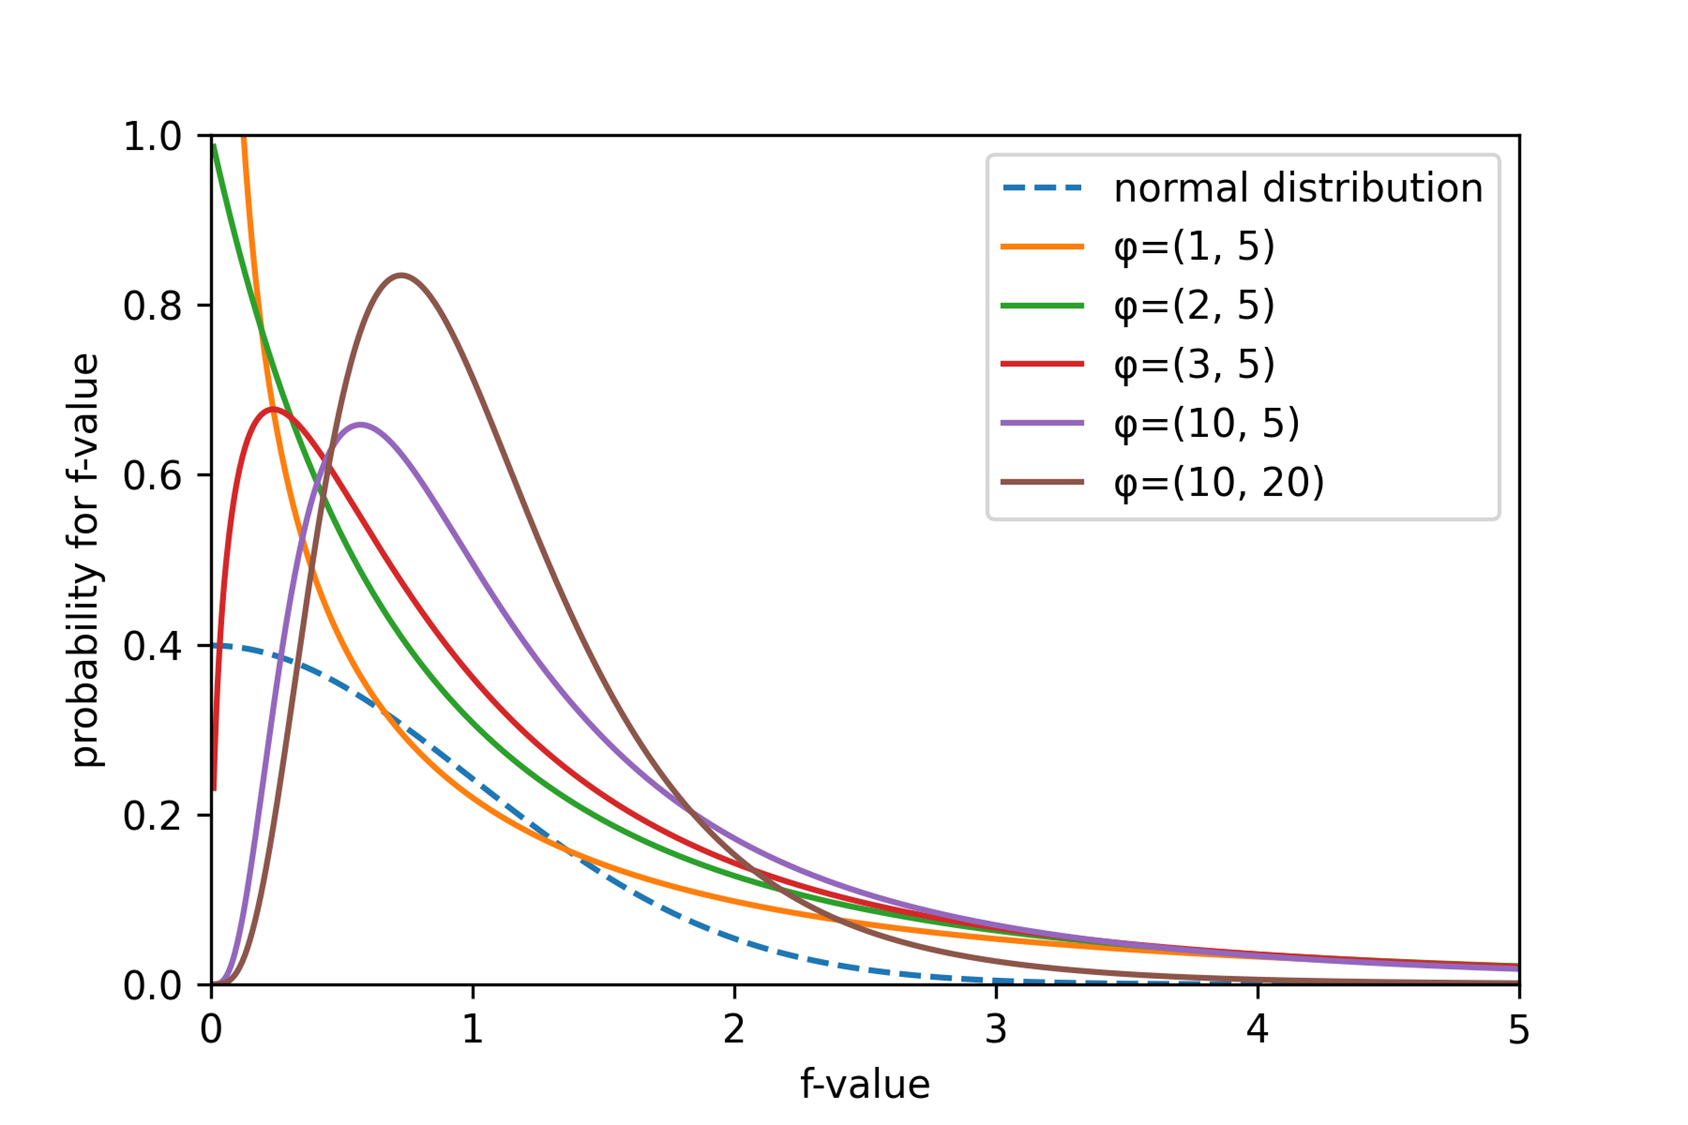 normal distribution
φ=(1, 5)
φ=(2, 5)
φ=(3, 5)
φ=(10, 5)
φ=(10, 20)
probability for f-value
1.0
0.8
0.6
0.4
0.2
0.0
0 1 2 3 4 5
f-value